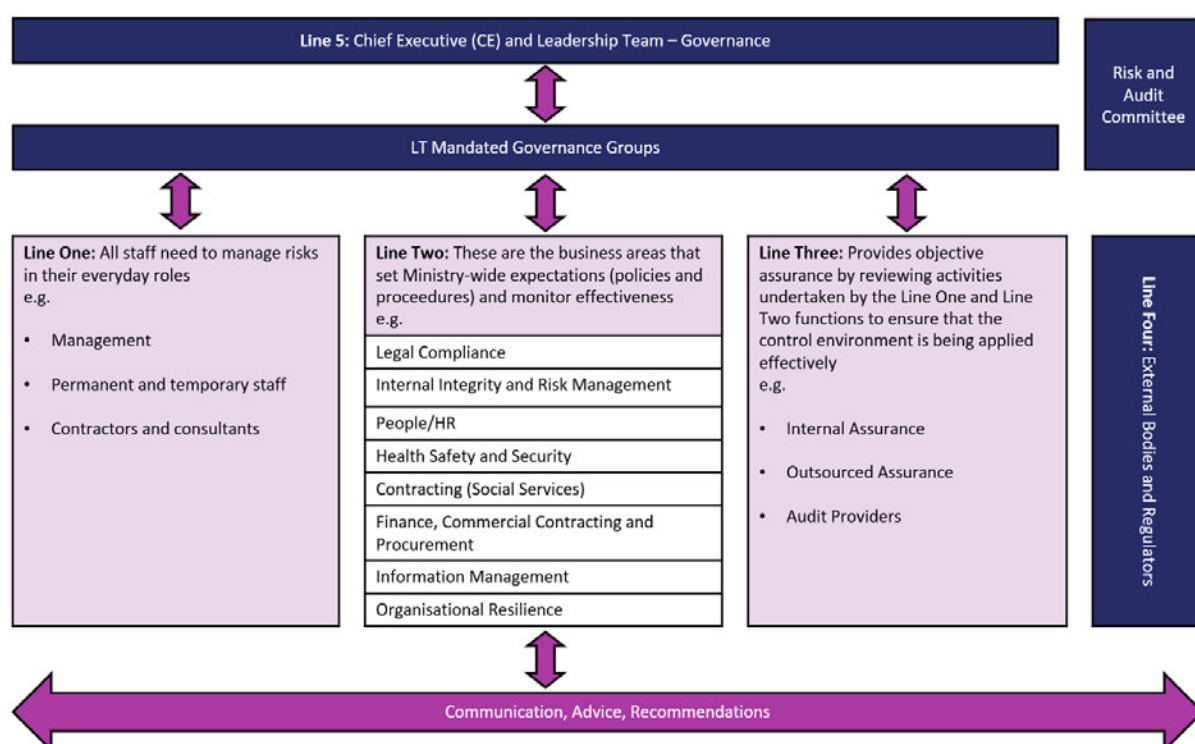 Line 5: Chief Executive (CE) and Leadership Team – Governance
Risk and
Audit
Committee
LT Mandated Governance Groups
Line One: All staff need to manage risks
in their everyday roles
e.g.
• Management
• Permanent and temporary staff
• Contractors and consultants
Line Two: These are the business areas that
set Ministry-wide expectations (policies and
proceedures) and monitor effectiveness
e.g.
Legal Compliance
Internal Integrity and Risk Management
People/HR
Health Safety and Security
Contracting (Social Services)
Finance, Commercial Contracting and
Procurement
Information Management
Organisational Resilience
Line Three: Provides objective
assurance by reviewing activities
undertaken by the Line One and Line
Two functions to ensure that the
control environment is being applied
effectively
e.g.
• Internal Assurance
• Outsourced Assurance
• Audit Providers
Line Four: External Bodies and Regulators
Communication, Advice, Recommendations